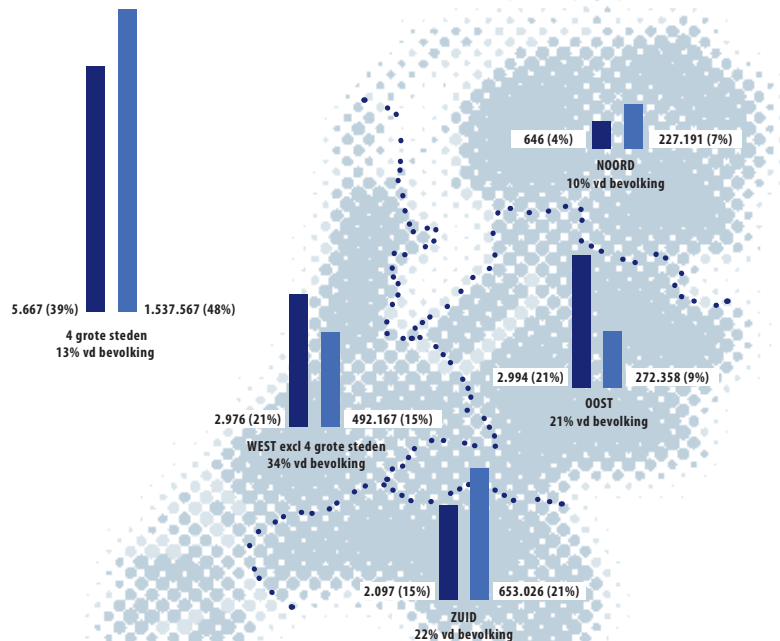 646 (4%) 227.191 (7%)
NOORD
10% vd bevolking
5.667 (39%) 1.537.567 (48%)
4 grote steden
13% vd bevolking
2.994 (21%) 272.358 (9%)
OOST
21% vd bevolking
2.976 (21%) 492.167 (15%)
WEST excl 4 grote steden
34% vd bevolking
2.097 (15%) 653.026 (21%)
ZUID
22% vd bevolking